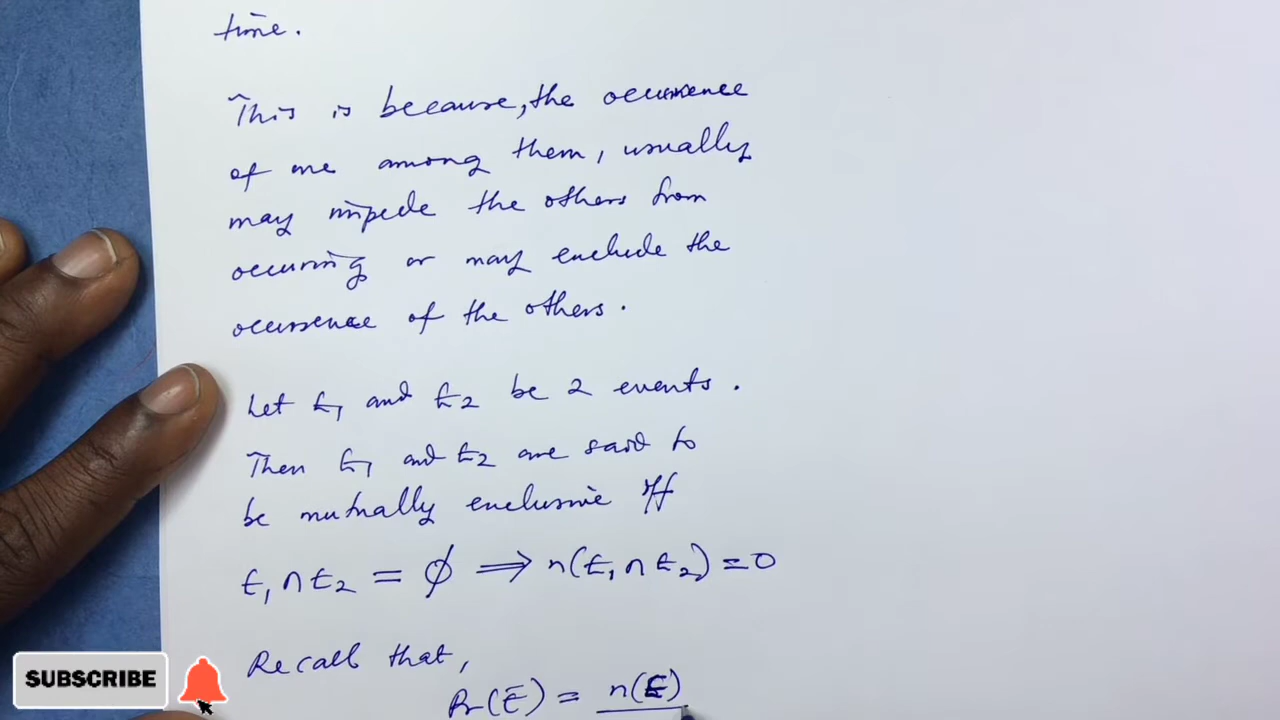 time.
This is because, the occurrence
of one among them, usually
may impede the others from
occuring or may exclude the
occurrence of the others.
Let E₁ and E₂ be 2 events.
Then E₁ and E₂ are said to
be mutually exclusive iff
E₁ ∩ E₂ = ∅ ⟹ n(E₁ ∩ E₂) = 0
Recall that,
Pr(E) = n(E)
SUBSCRIBE